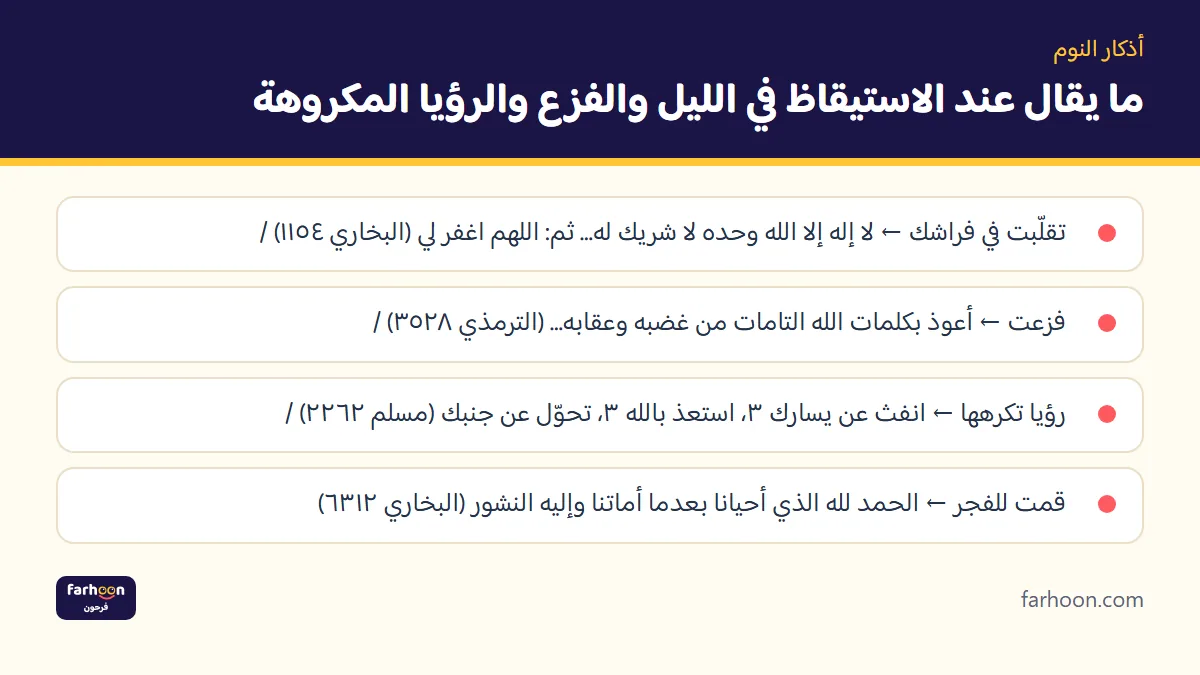 أذكار النوم
ما يقال عند الاستيقاظ في الليل والفزع والرؤيا المكروهة
تقلّبت في فراشك ← لا إله إلا الله وحده لا شريك له… ثم: اللهم اغفر لي (البخاري ١١٥٤) /
فزعت ← أعوذ بكلمات الله التامات من غضبه وعقابه… (الترمذي ٣٥٢٨) /
رؤيا تكرهها ← انفث عن يسارك ٣، استعذ بالله ٣، تحوّل عن جنبك (مسلم ٢٢٦٢) /
قمت للفجر ← الحمد لله الذي أحيانا بعدما أماتنا وإليه النشور (البخاري ٦٣١٢)
farhoon.com
farhoon
فرحون